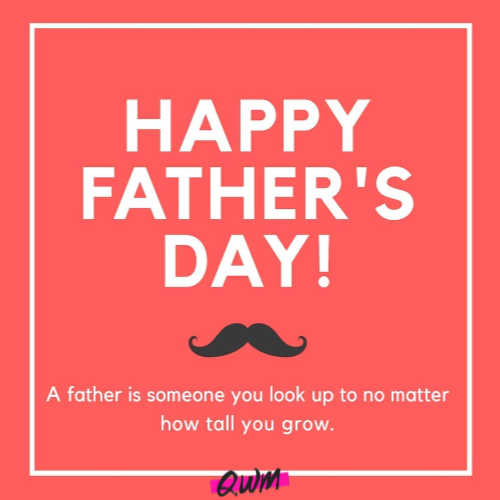 HAPPY
FATHER'S
DAY!
A father is someone you look up to no matter
how tall you grow.
QWM